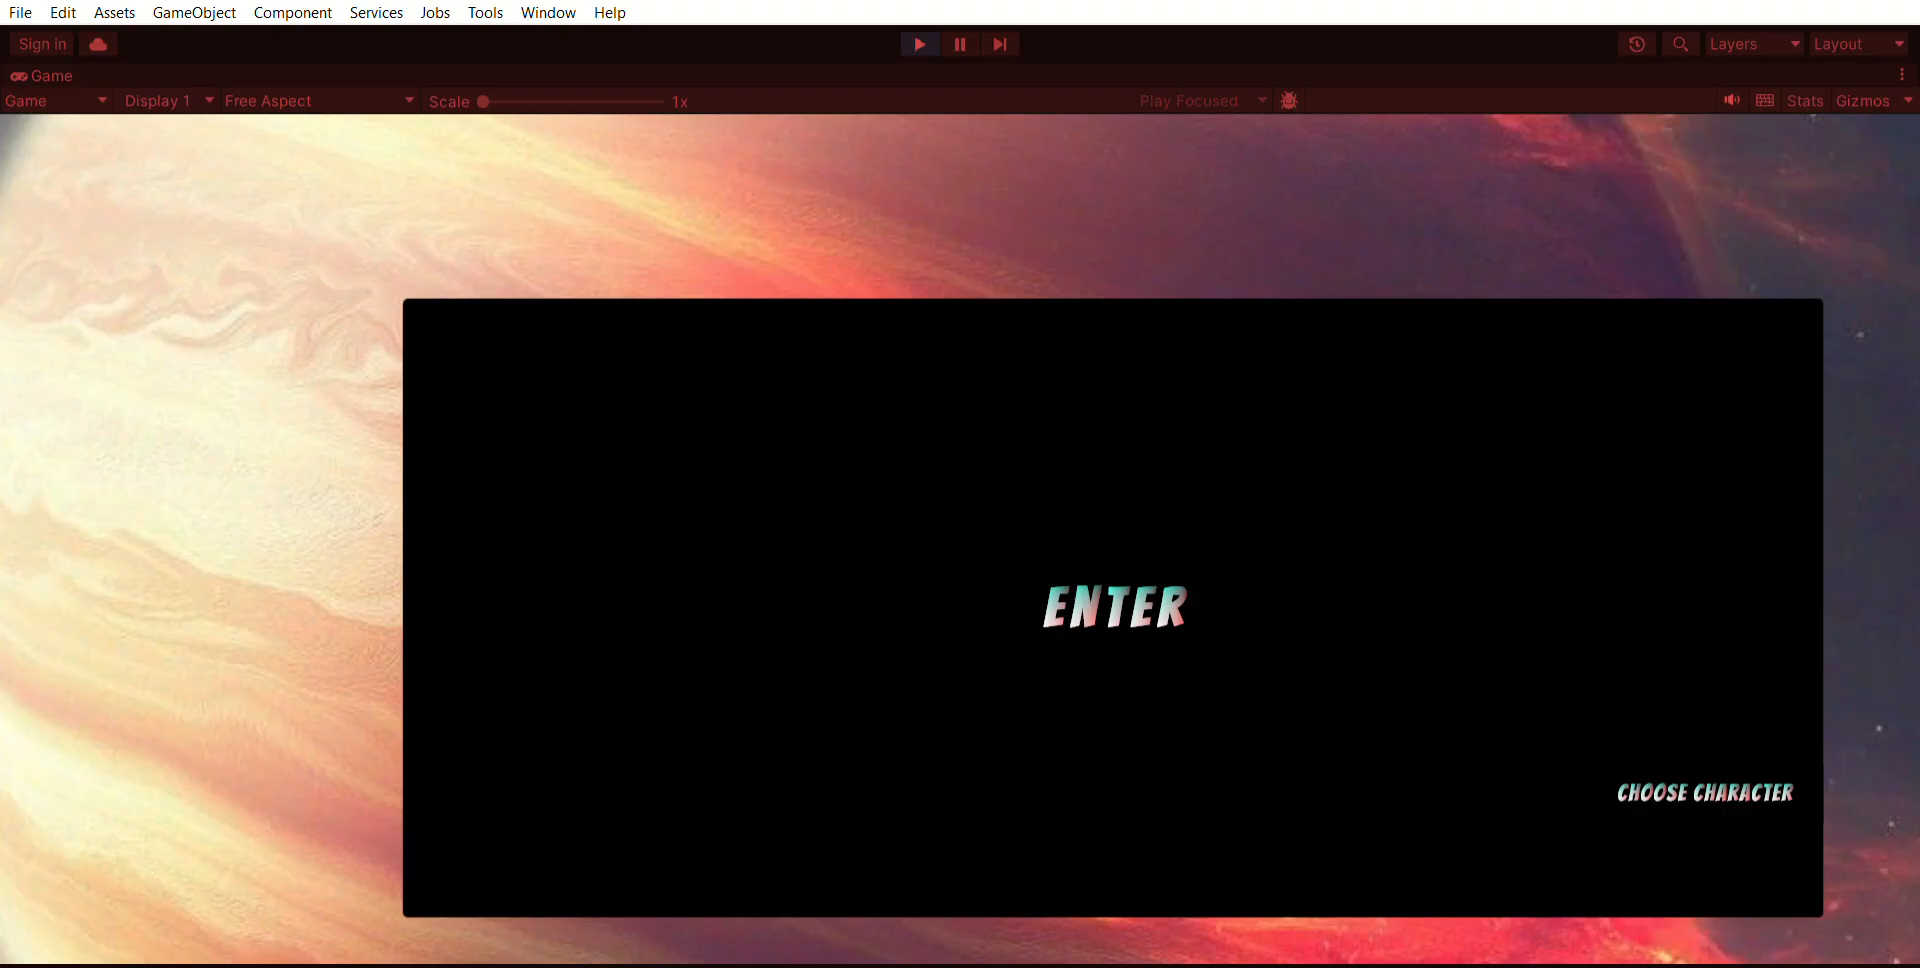 File Edit Assets GameObject Component Services Jobs Tools Window Help
Sign in Layers Layout
Game
Game Display 1 Free Aspect Scale 1x Play Focused Stats Gizmos
ENTER
CHOOSE CHARACTER